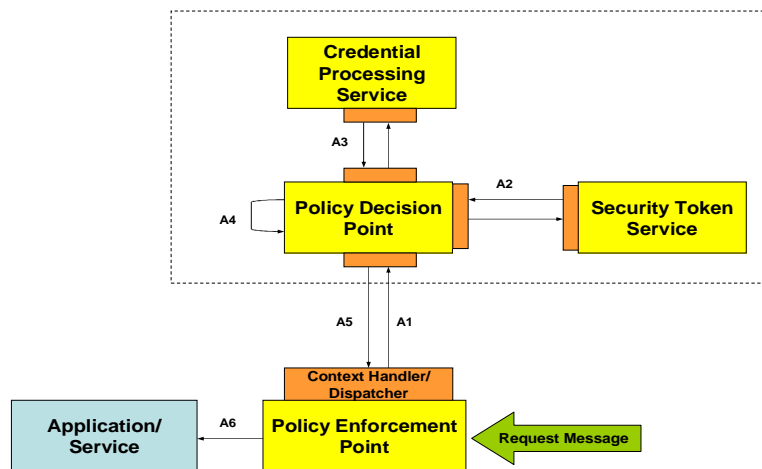 Credential
Processing
Service
A3
A2
Policy Decision
Point
A4
Security Token
Service
A5
A1
Context Handler/
Dispatcher
Application/
Service
A6
Policy Enforcement
Point
Request Message